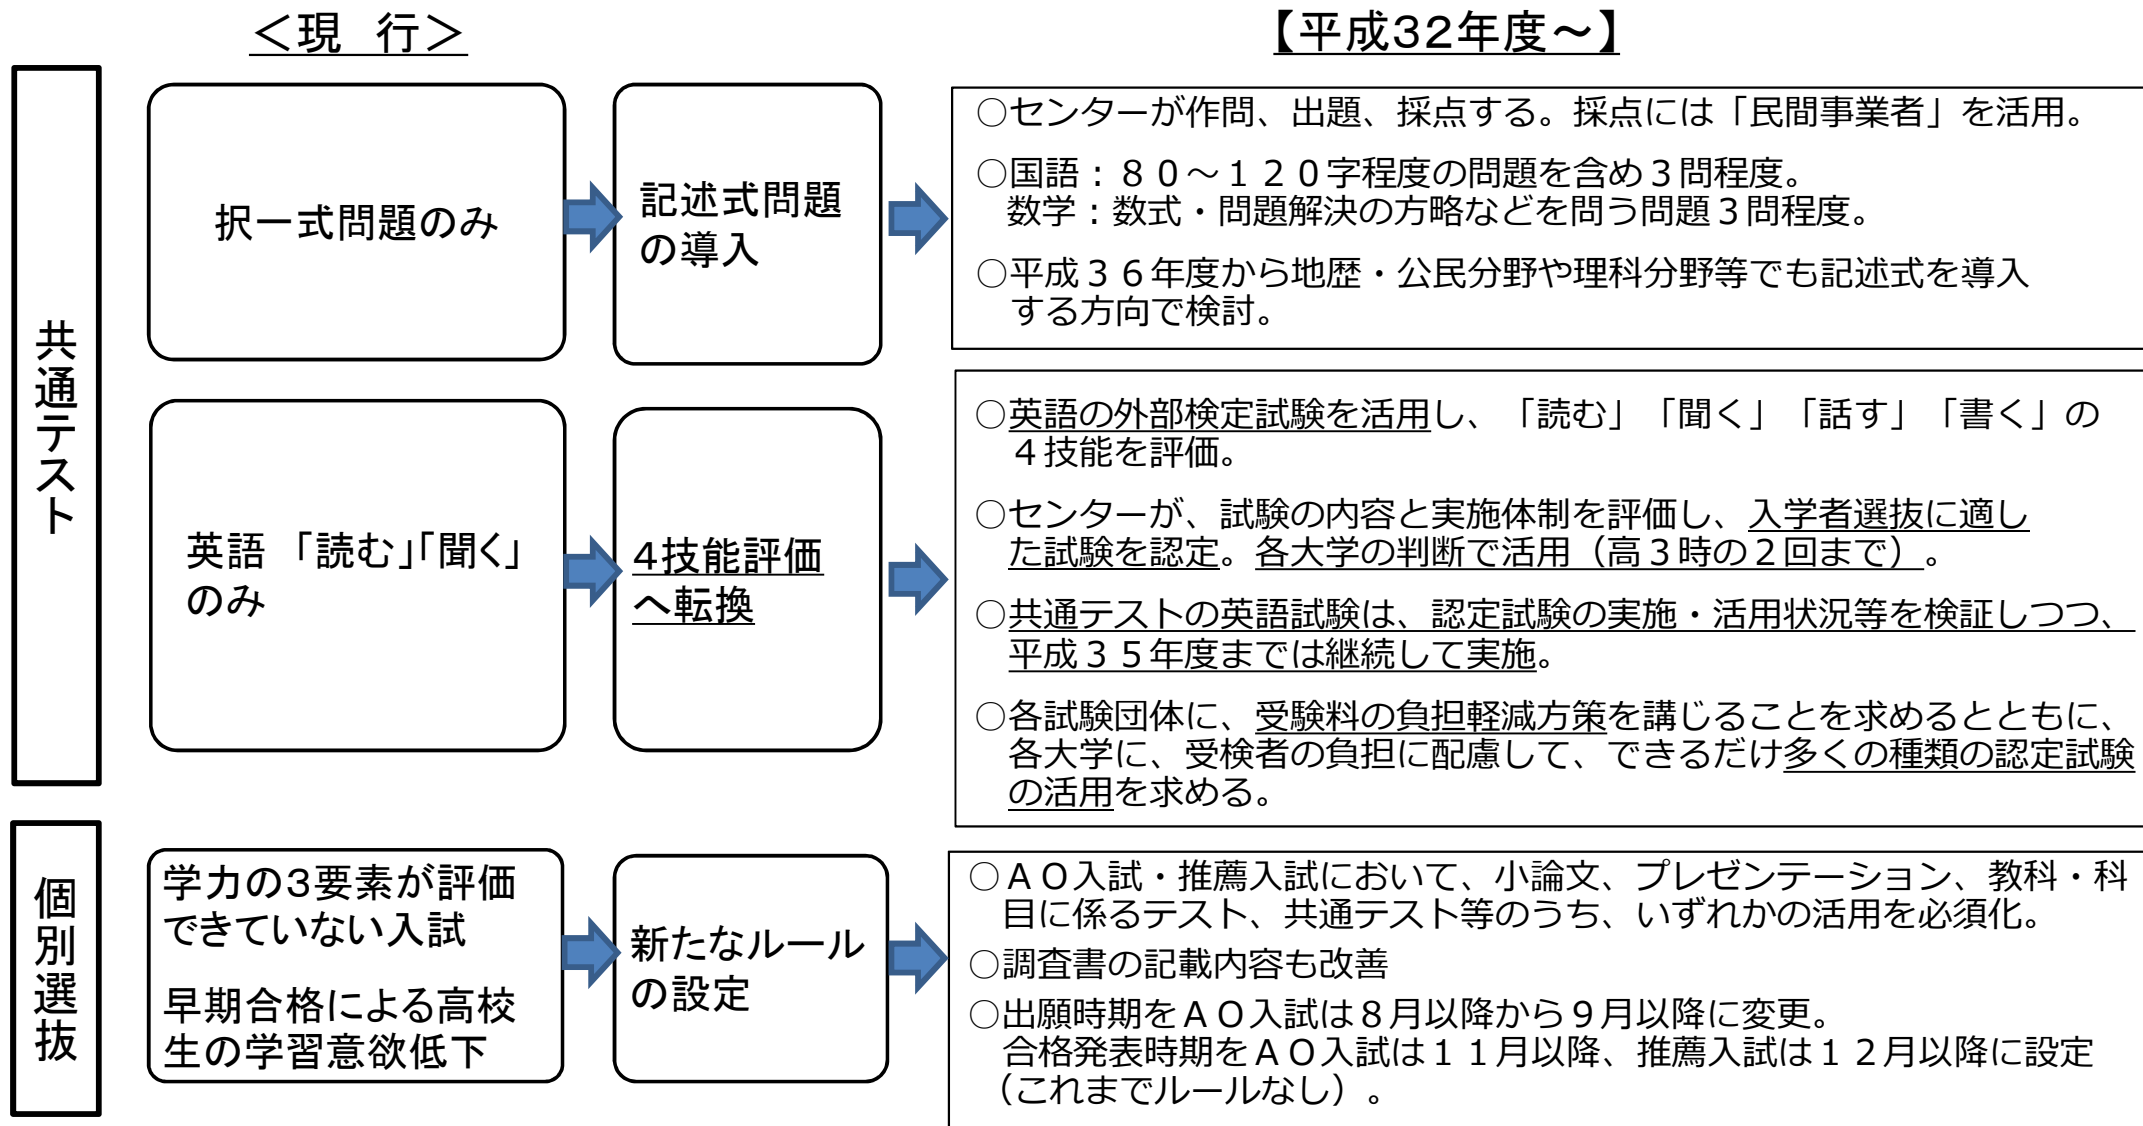 ＜現　行＞
【平成32年度～】
共通テスト
択一式問題のみ
記述式問題
の導入
○センターが作問、出題、採点する。採点には「民間事業者」を活用。
○国語：８０～１２０字程度の問題を含め３問程度。
数学：数式・問題解決の方略などを問う問題３問程度。
○平成３６年度から地歴・公民分野や理科分野等でも記述式を導入
する方向で検討。
英語 「読む」「聞く」
のみ
4技能評価
へ転換
○英語の外部検定試験を活用し、「読む」「聞く」「話す」「書く」の
４技能を評価。
○センターが、試験の内容と実施体制を評価し、入学者選抜に適し
た試験を認定。各大学の判断で活用（高３時の２回まで）。
○共通テストの英語試験は、認定試験の実施・活用状況等を検証しつつ、
平成３５年度までは継続して実施。
○各試験団体に、受験料の負担軽減方策を講じることを求めるとともに、
各大学に、受検者の負担に配慮して、できるだけ多くの種類の認定試験
の活用を求める。
個別選抜
学力の3要素が評価
できていない入試
早期合格による高校
生の学習意欲低下
新たなルール
の設定
○ＡＯ入試・推薦入試において、小論文、プレゼンテーション、教科・科
目に係るテスト、共通テスト等のうち、いずれかの活用を必須化。
○調査書の記載内容も改善
○出願時期をＡＯ入試は８月以降から９月以降に変更。
合格発表時期をＡＯ入試は１１月以降、推薦入試は１２月以降に設定
（これまでルールなし）。